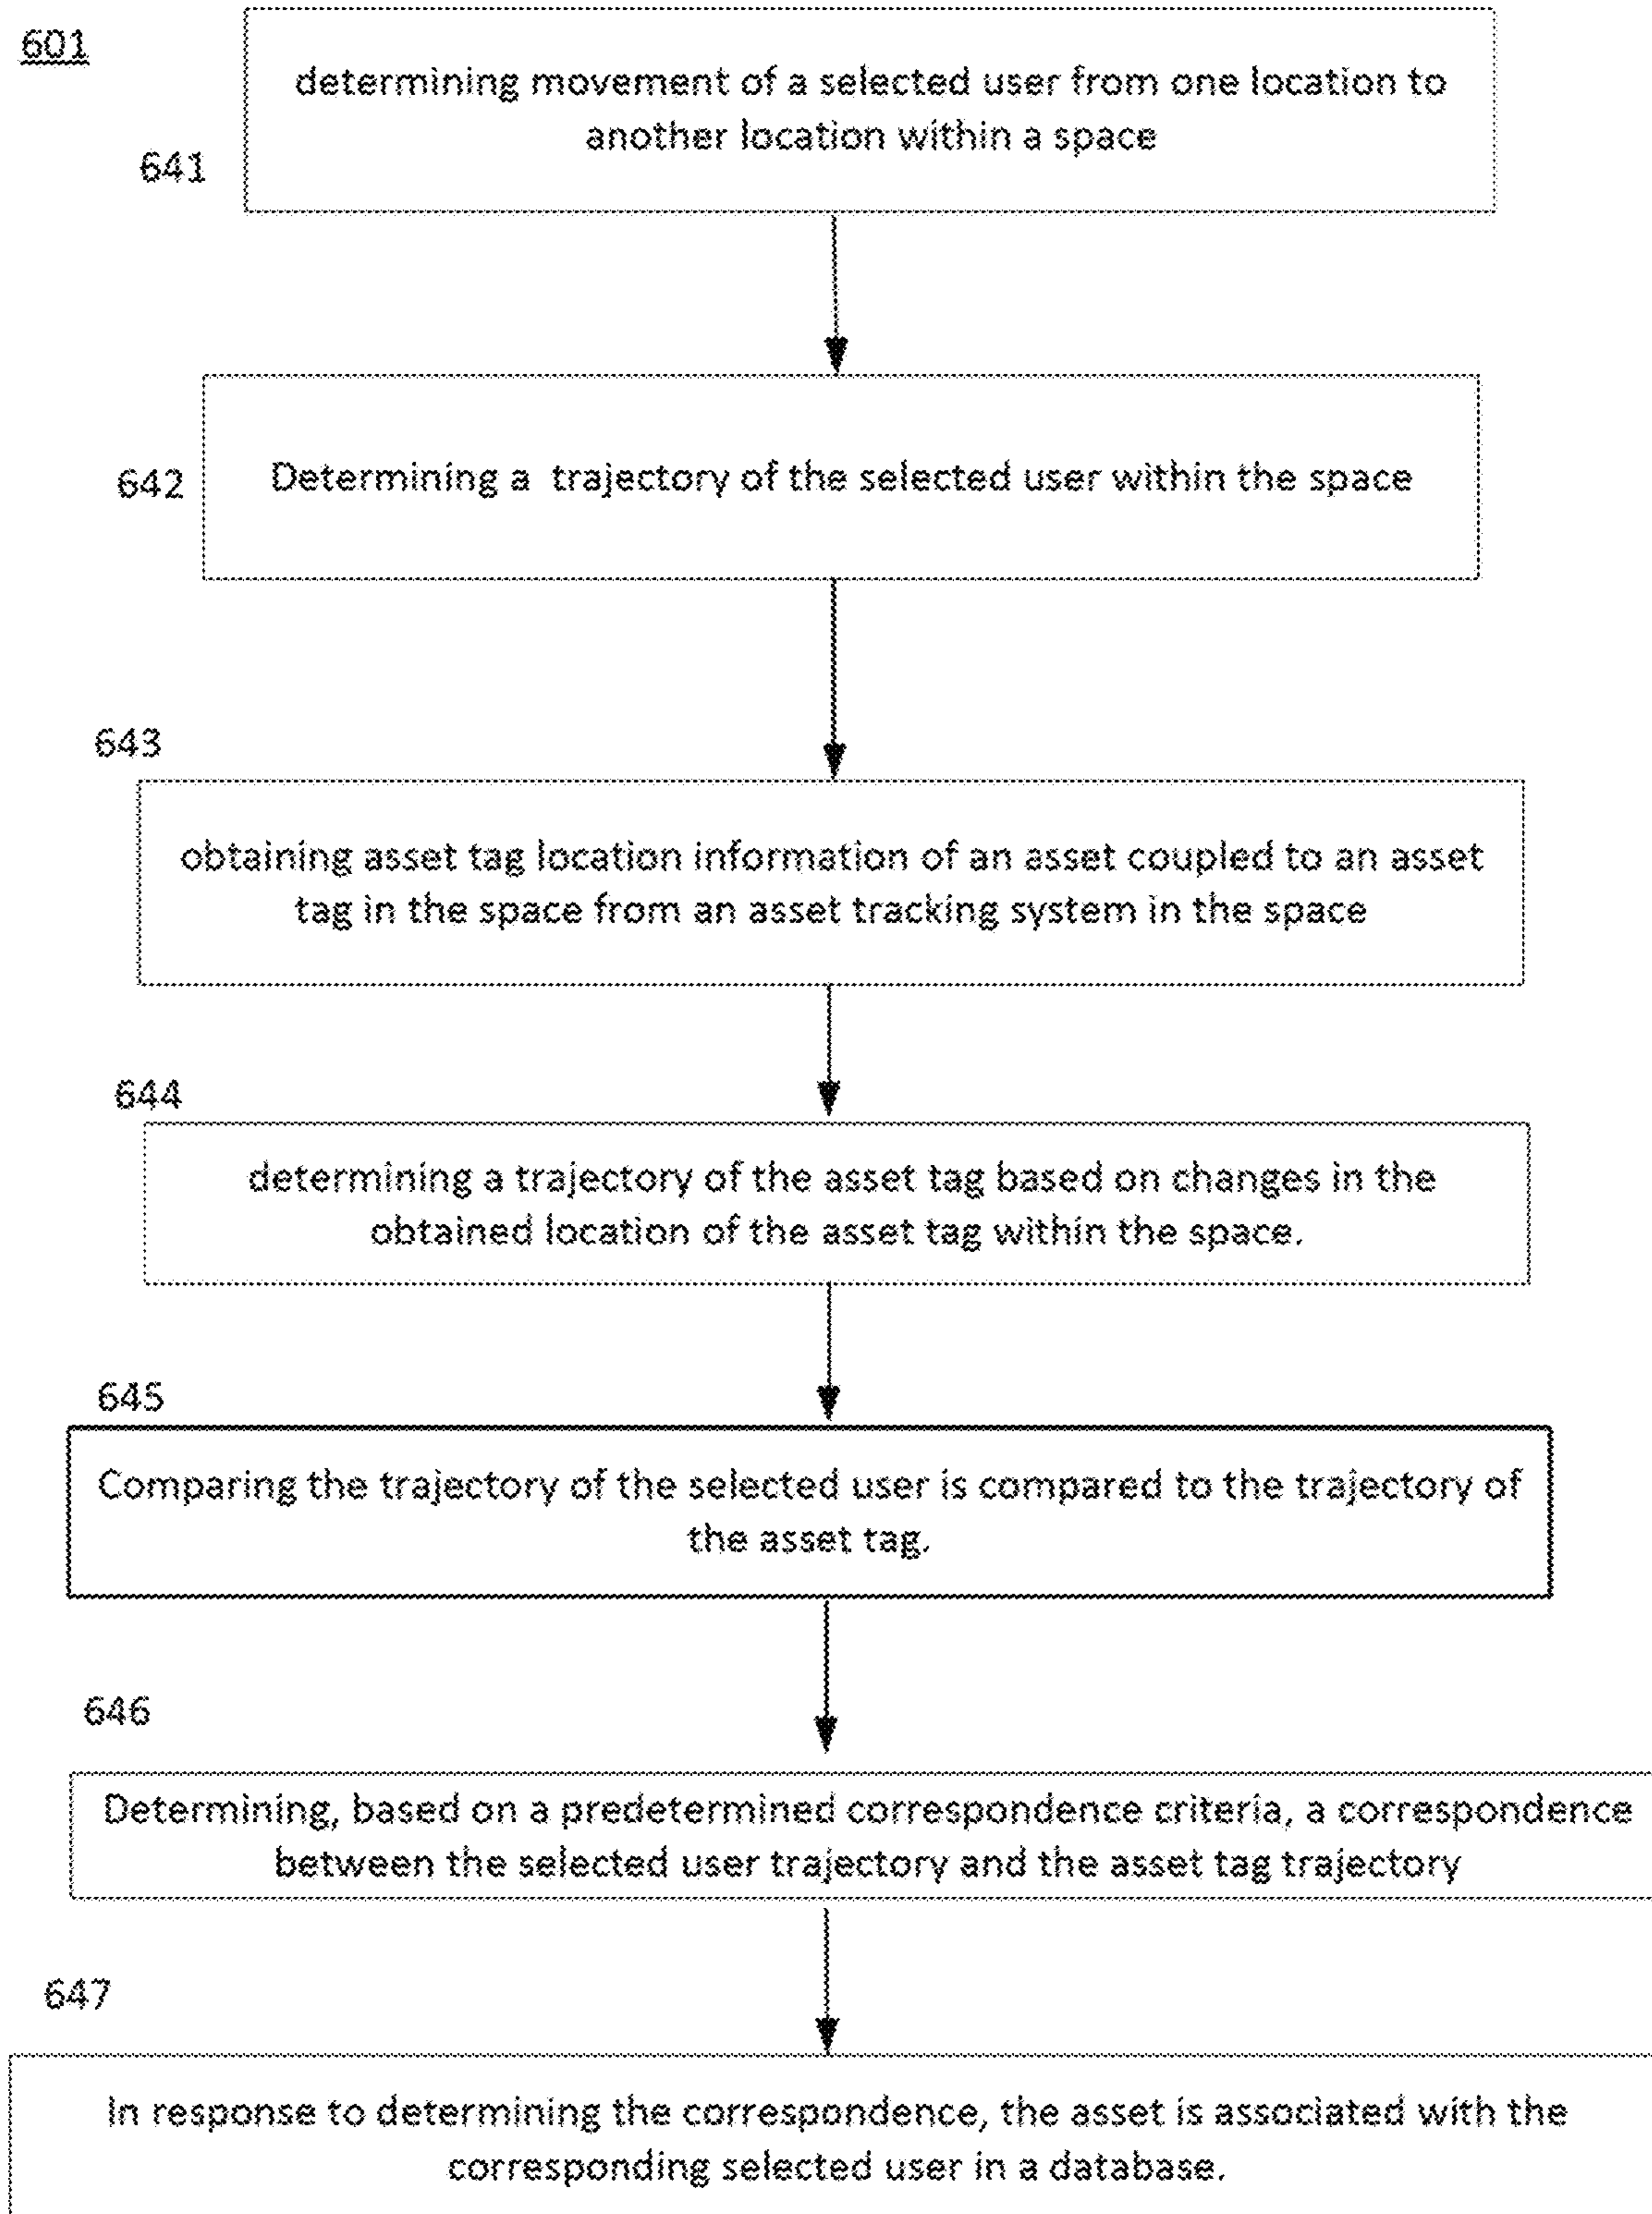 601
determining movement of a selected user from one location to
another location within a space
641
642
Determining a trajectory of the selected user within the space
643
obtaining asset tag location information of an asset coupled to an asset
tag in the space from an asset tracking system in the space
644
determining a trajectory of the asset tag based on changes in the
obtained location of the asset tag within the space.
645
Comparing the trajectory of the selected user is compared to the trajectory of
the asset tag.
646
Determining, based on a predetermined correspondence criteria, a correspondence
between the selected user trajectory and the asset tag trajectory
647
In response to determining the correspondence, the asset is associated with the
corresponding selected user in a database.